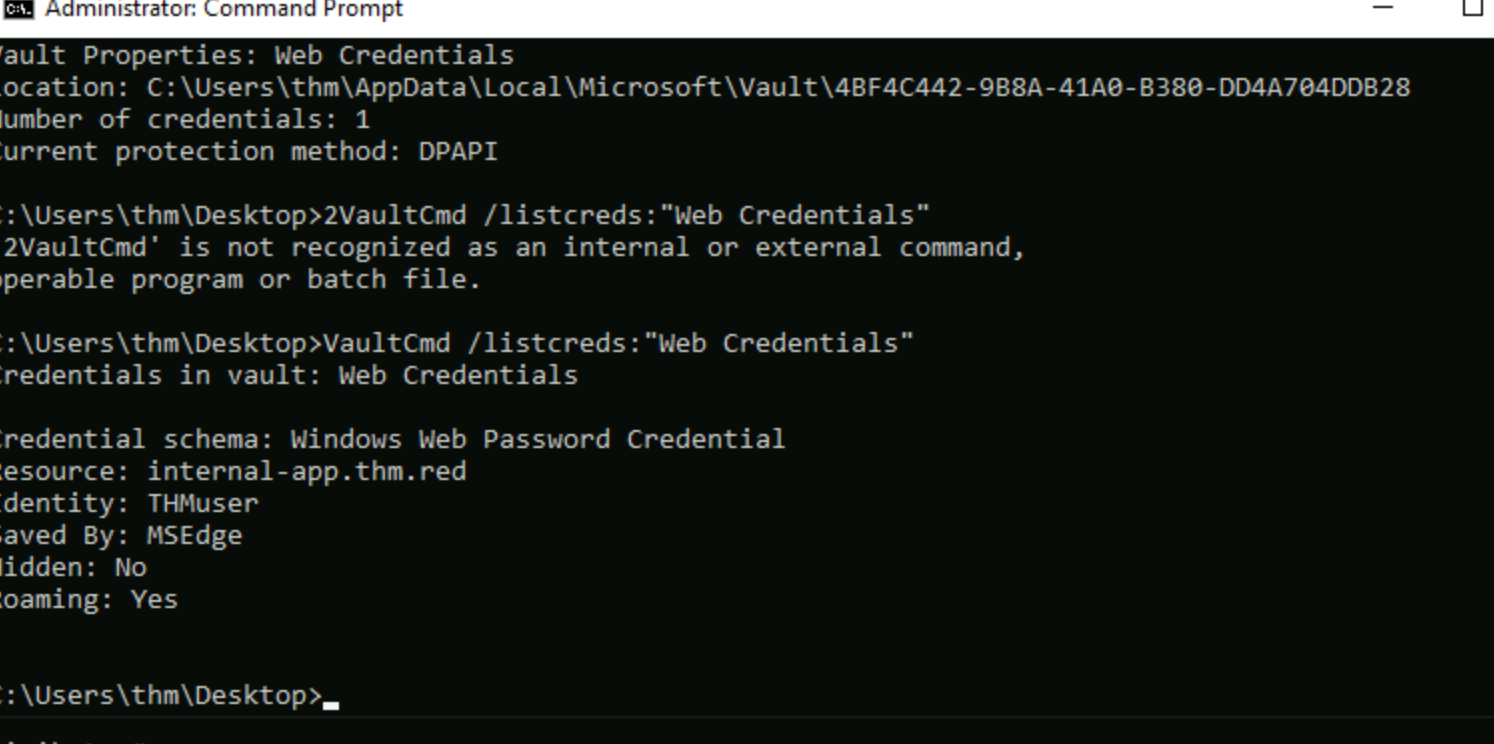 Administrator: Command Prompt
Vault Properties: Web Credentials
Location: C:\Users\thm\AppData\Local\Microsoft\Vault\4BF4C442-9B8A-41A0-B380-DD4A704DDB28
Number of credentials: 1
Current protection method: DPAPI
C:\Users\thm\Desktop>2VaultCmd /listcreds:"Web Credentials"
'2VaultCmd' is not recognized as an internal or external command,
operable program or batch file.
C:\Users\thm\Desktop>VaultCmd /listcreds:"Web Credentials"
Credentials in vault: Web Credentials
Credential schema: Windows Web Password Credential
Resource: internal-app.thm.red
Identity: THMuser
Saved By: MSEdge
Hidden: No
Roaming: Yes
C:\Users\thm\Desktop>